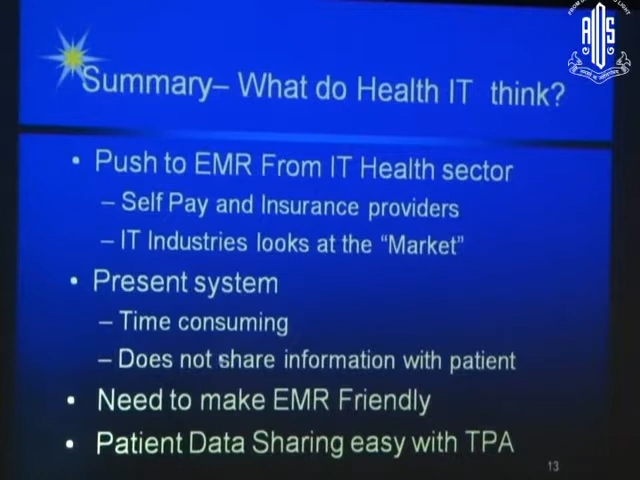 Summary– What do Health IT think?
• Push to EMR From IT Health sector
– Self Pay and Insurance providers
– IT Industries looks at the “Market”
• Present system
– Time consuming
– Does not share information with patient
• Need to make EMR Friendly
• Patient Data Sharing easy with TPA
13